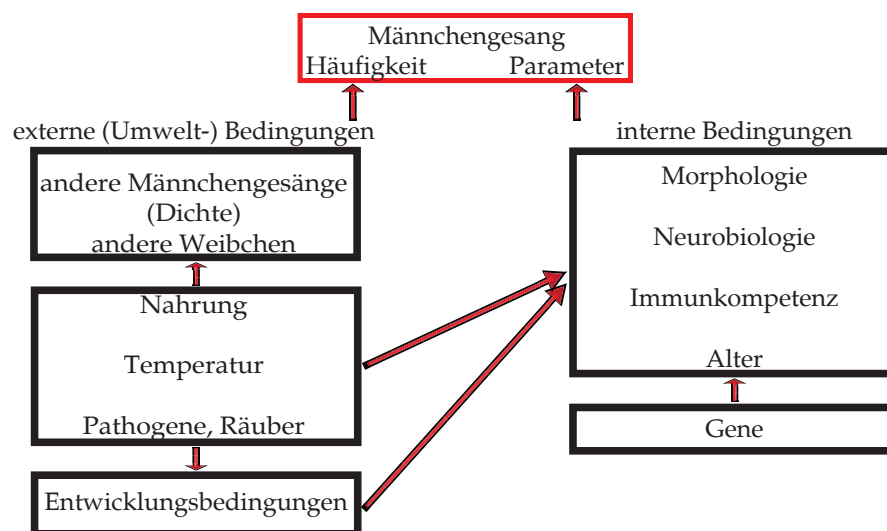 Männchengesang
Häufigkeit Parameter
externe (Umwelt-) Bedingungen
andere Männchengesänge
(Dichte)
andere Weibchen
Nahrung
Temperatur
Pathogene, Räuber
Entwicklungsbedingungen
interne Bedingungen
Morphologie
Neurobiologie
Immunkompetenz
Alter
Gene